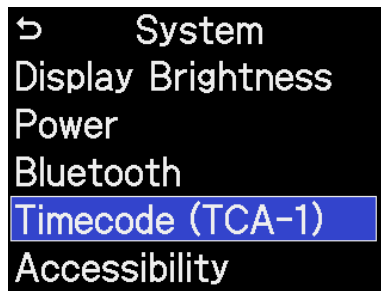 ⮌ System
Display Brightness
Power
Bluetooth
Timecode (TCA-1)
Accessibility